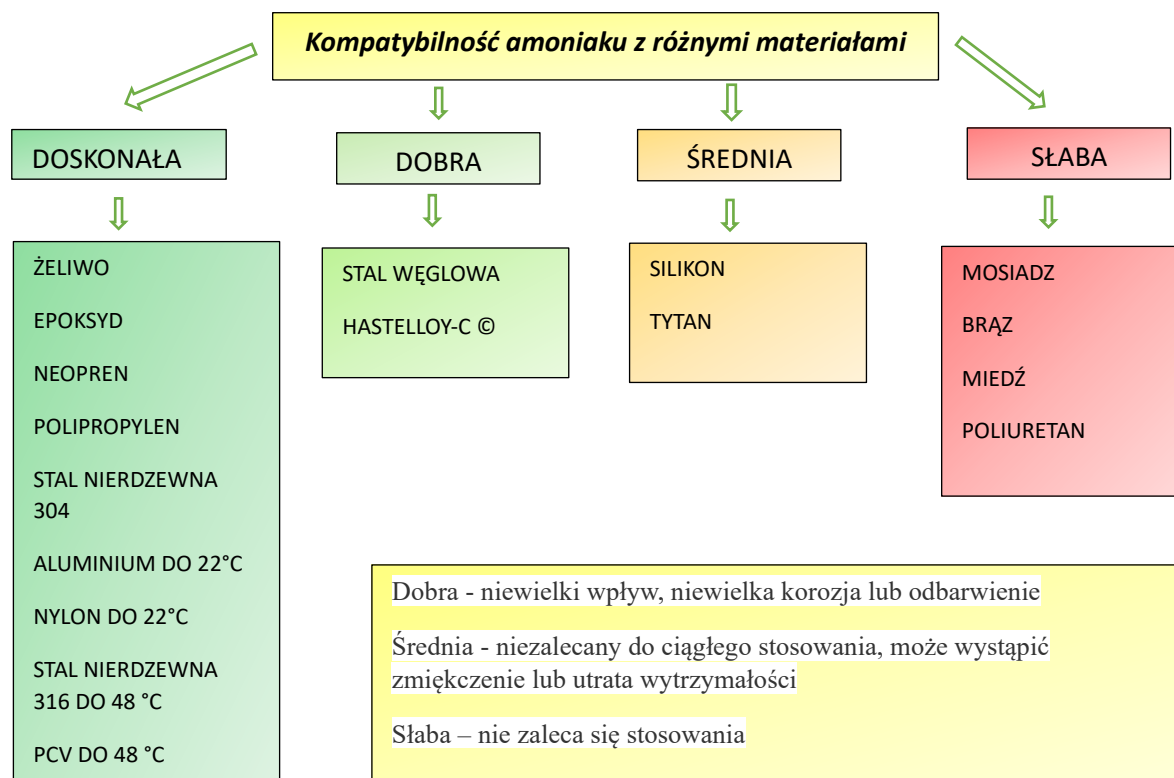 Kompatybilność amoniaku z różnymi materiałami
DOSKONAŁA
DOBRA
ŚREDNIA
SŁABA
ŻELIWO
EPOKSYD
NEOPREN
POLIPROPYLEN
STAL NIERDZEWNA
304
ALUMINIUM DO 22°C
NYLON DO 22°C
STAL NIERDZEWNA
316 DO 48 °C
PCV DO 48 °C
STAL WĘGLOWA
HASTELLOY-C ©
SILIKON
TYTAN
MOSIADZ
BRĄZ
MIEDŹ
POLIURETAN
Dobra - niewielki wpływ, niewielka korozja lub odbarwienie
Średnia - niezalecany do ciągłego stosowania, może wystąpić
zmiękczenie lub utrata wytrzymałości
Słaba – nie zaleca się stosowania